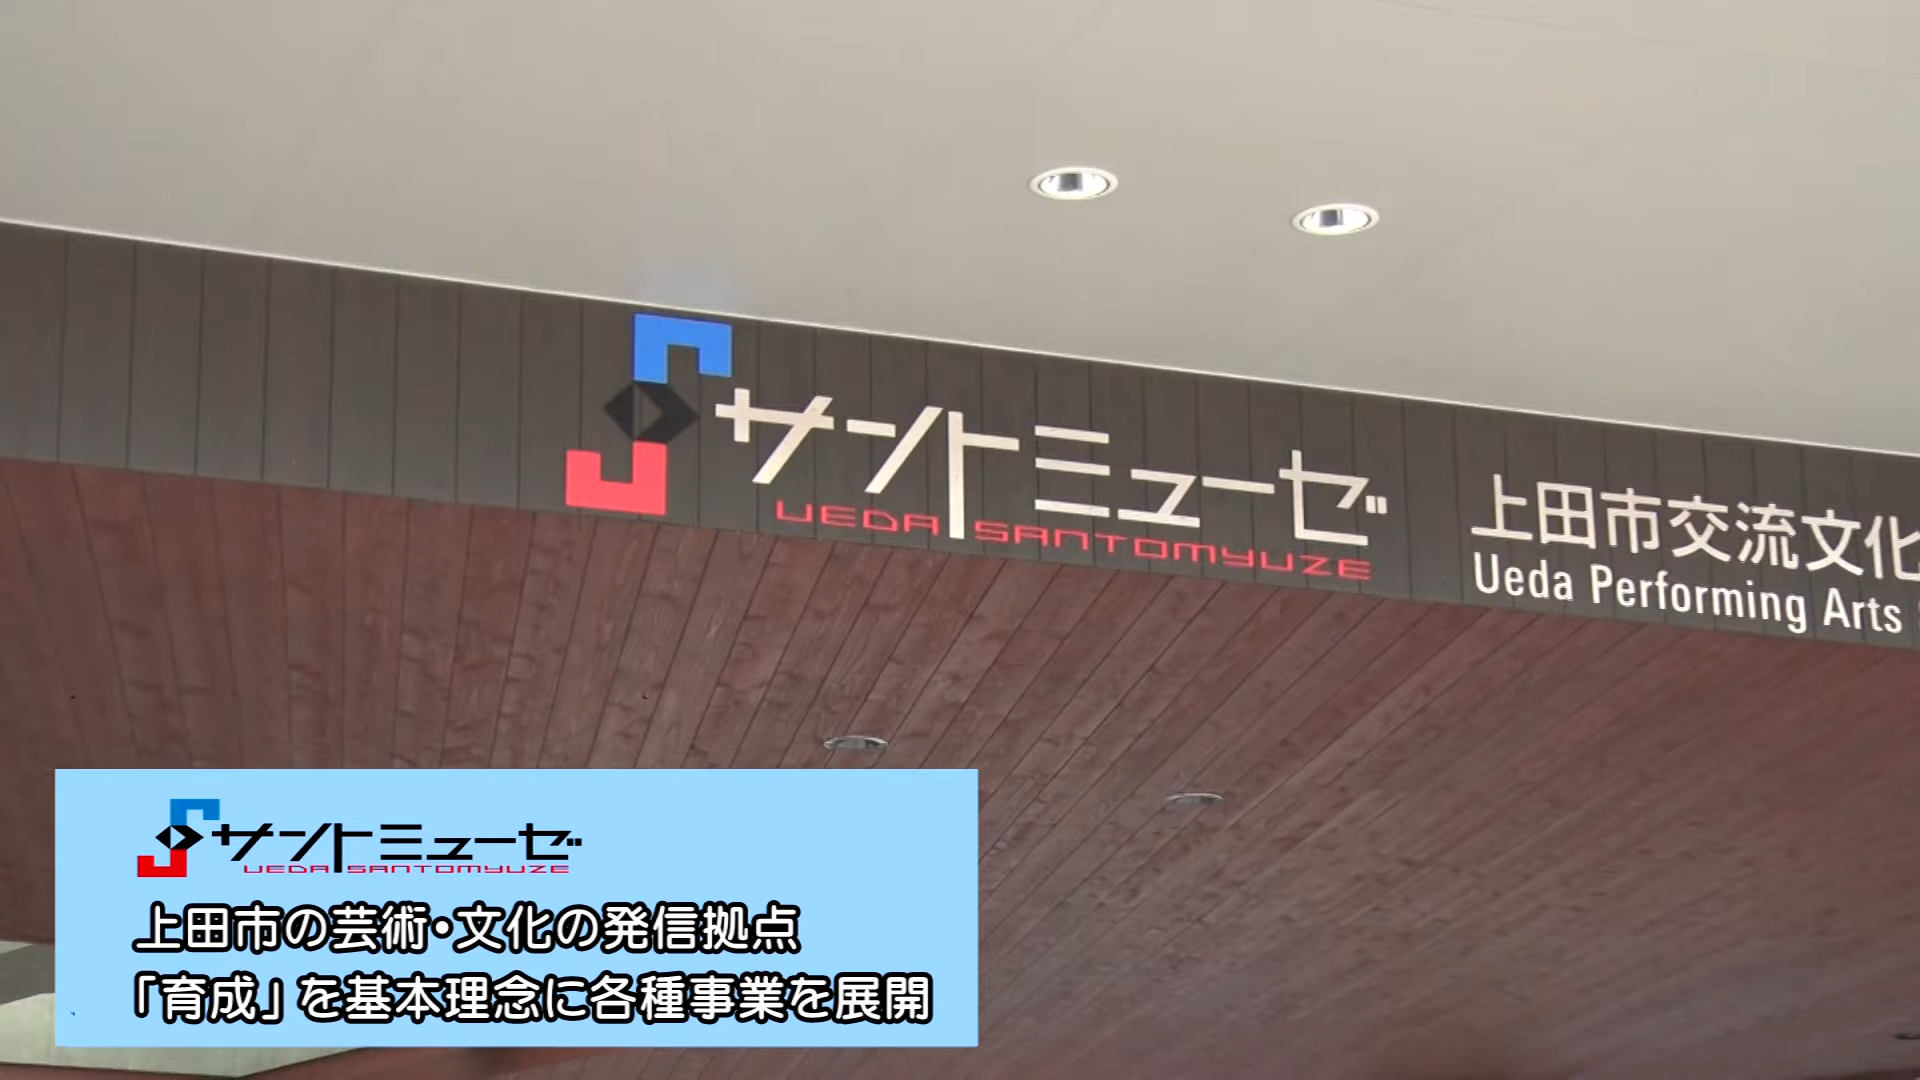 サントミューゼ
UEDA SANTOMYUZE
上田市交流文化
Ueda Performing Arts
サントミューゼ
UEDA SANTOMYUZE
上田市の芸術・文化の発信拠点
「育成」を基本理念に各種事業を展開